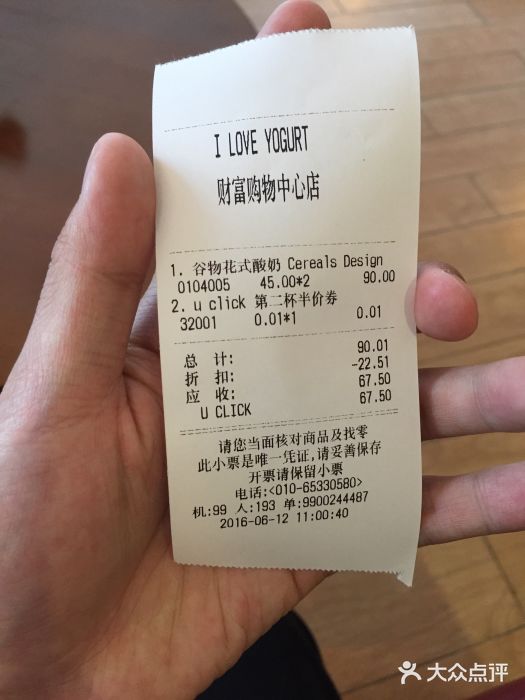 I LOVE YOGURT
财富购物中心店
1. 谷物花式酸奶 Cereals Design
0104005 45.00*2 90.00
2. u click 第二杯半价券
32001 0.01*1 0.01
总 计: 90.01
折 扣: -22.51
应 收: 67.50
U CLICK 67.50
请您当面核对商品及找零
此小票是唯一凭证,请妥善保存
开票请保留小票
电话:<010-65330580>
机:99 人:193 单:9900244487
2016-06-12 11:00:40
大众点评